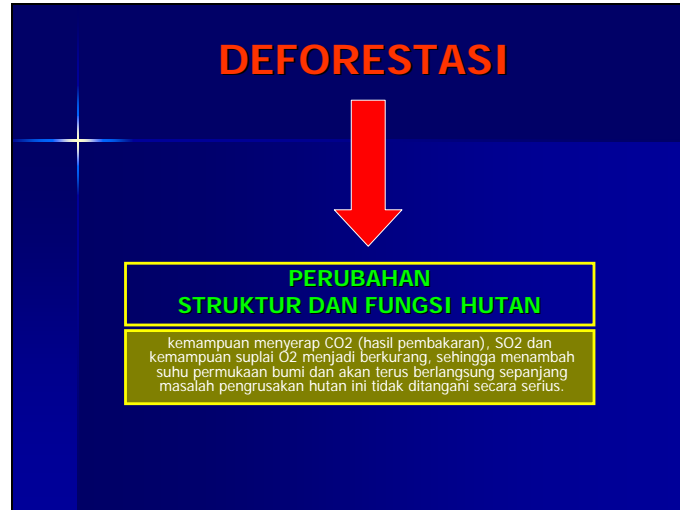 DEFORESTASI
PERUBAHAN
STRUKTUR DAN FUNGSI HUTAN
kemampuan menyerap CO2 (hasil pembakaran), SO2 dan
kemampuan suplai O2 menjadi berkurang, sehingga menambah
suhu permukaan bumi dan akan terus berlangsung sepanjang
masalah pengrusakan hutan ini tidak ditangani secara serius.